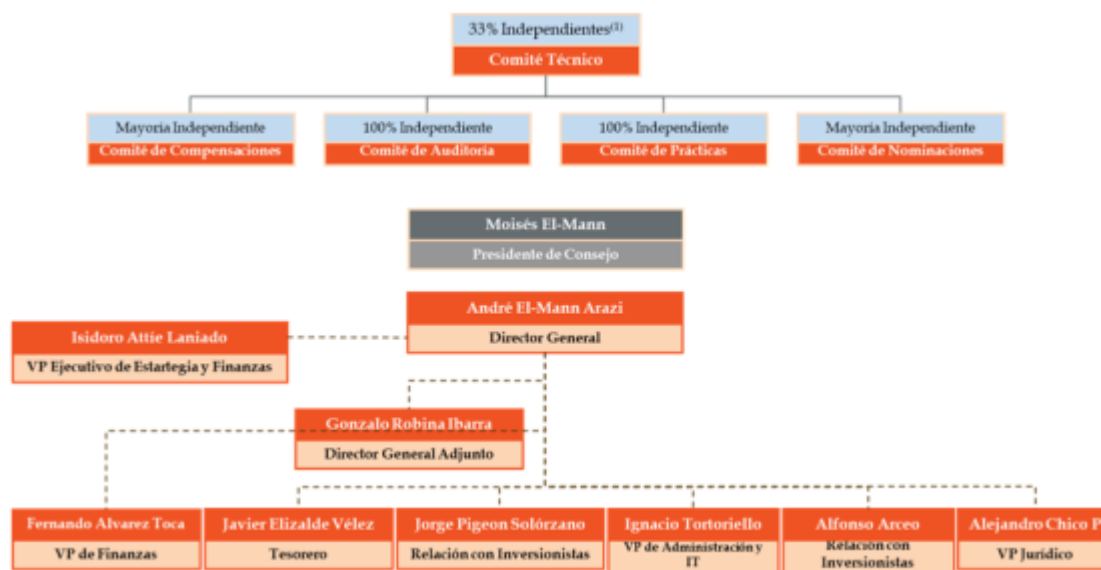 33% Independientes(1)
Comité Técnico
Mayoría Independiente
Comité de Compensaciones
100% Independiente
Comité de Auditoría
100% Independiente
Comité de Prácticas
Mayoría Independiente
Comité de Nominaciones
Moisés El-Mann
Presidente de Consejo
André El-Mann Arazi
Director General
Isidoro Attie Laniado
VP Ejecutivo de Estartegia y Finanzas
Gonzalo Robina Ibarra
Director General Adjunto
Fernando Alvarez Toca
VP de Finanzas
Javier Elizalde Vélez
Tesorero
Jorge Pigeon Solórzano
Relación con Inversionistas
Ignacio Tortoriello
VP de Administración y
IT
Alfonso Arceo
Relación con
Inversionistas
Alejandro Chico P
VP Jurídico